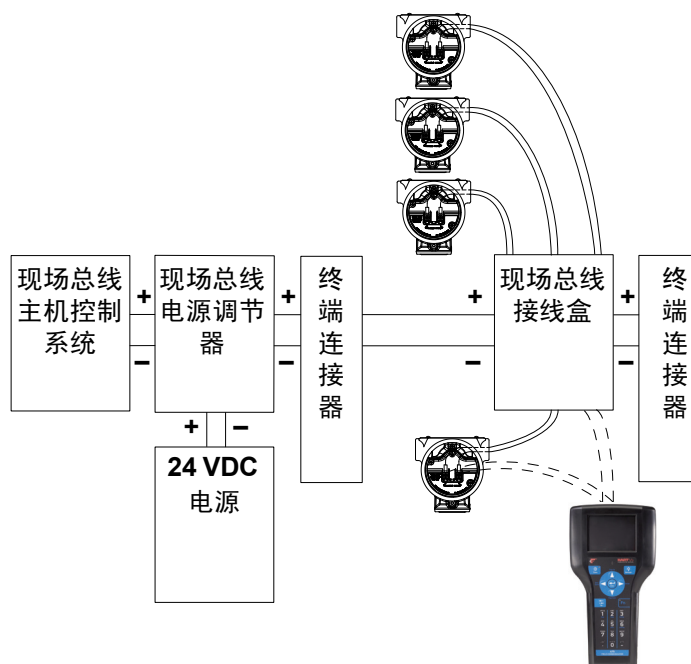 现场总线
主机控制
系统
+
−
现场总线
电源调节
器
+
−
终
端
连
接
器
+
−
现场总线
接线盒
+
−
终
端
连
接
器
+
−
24 VDC
电源